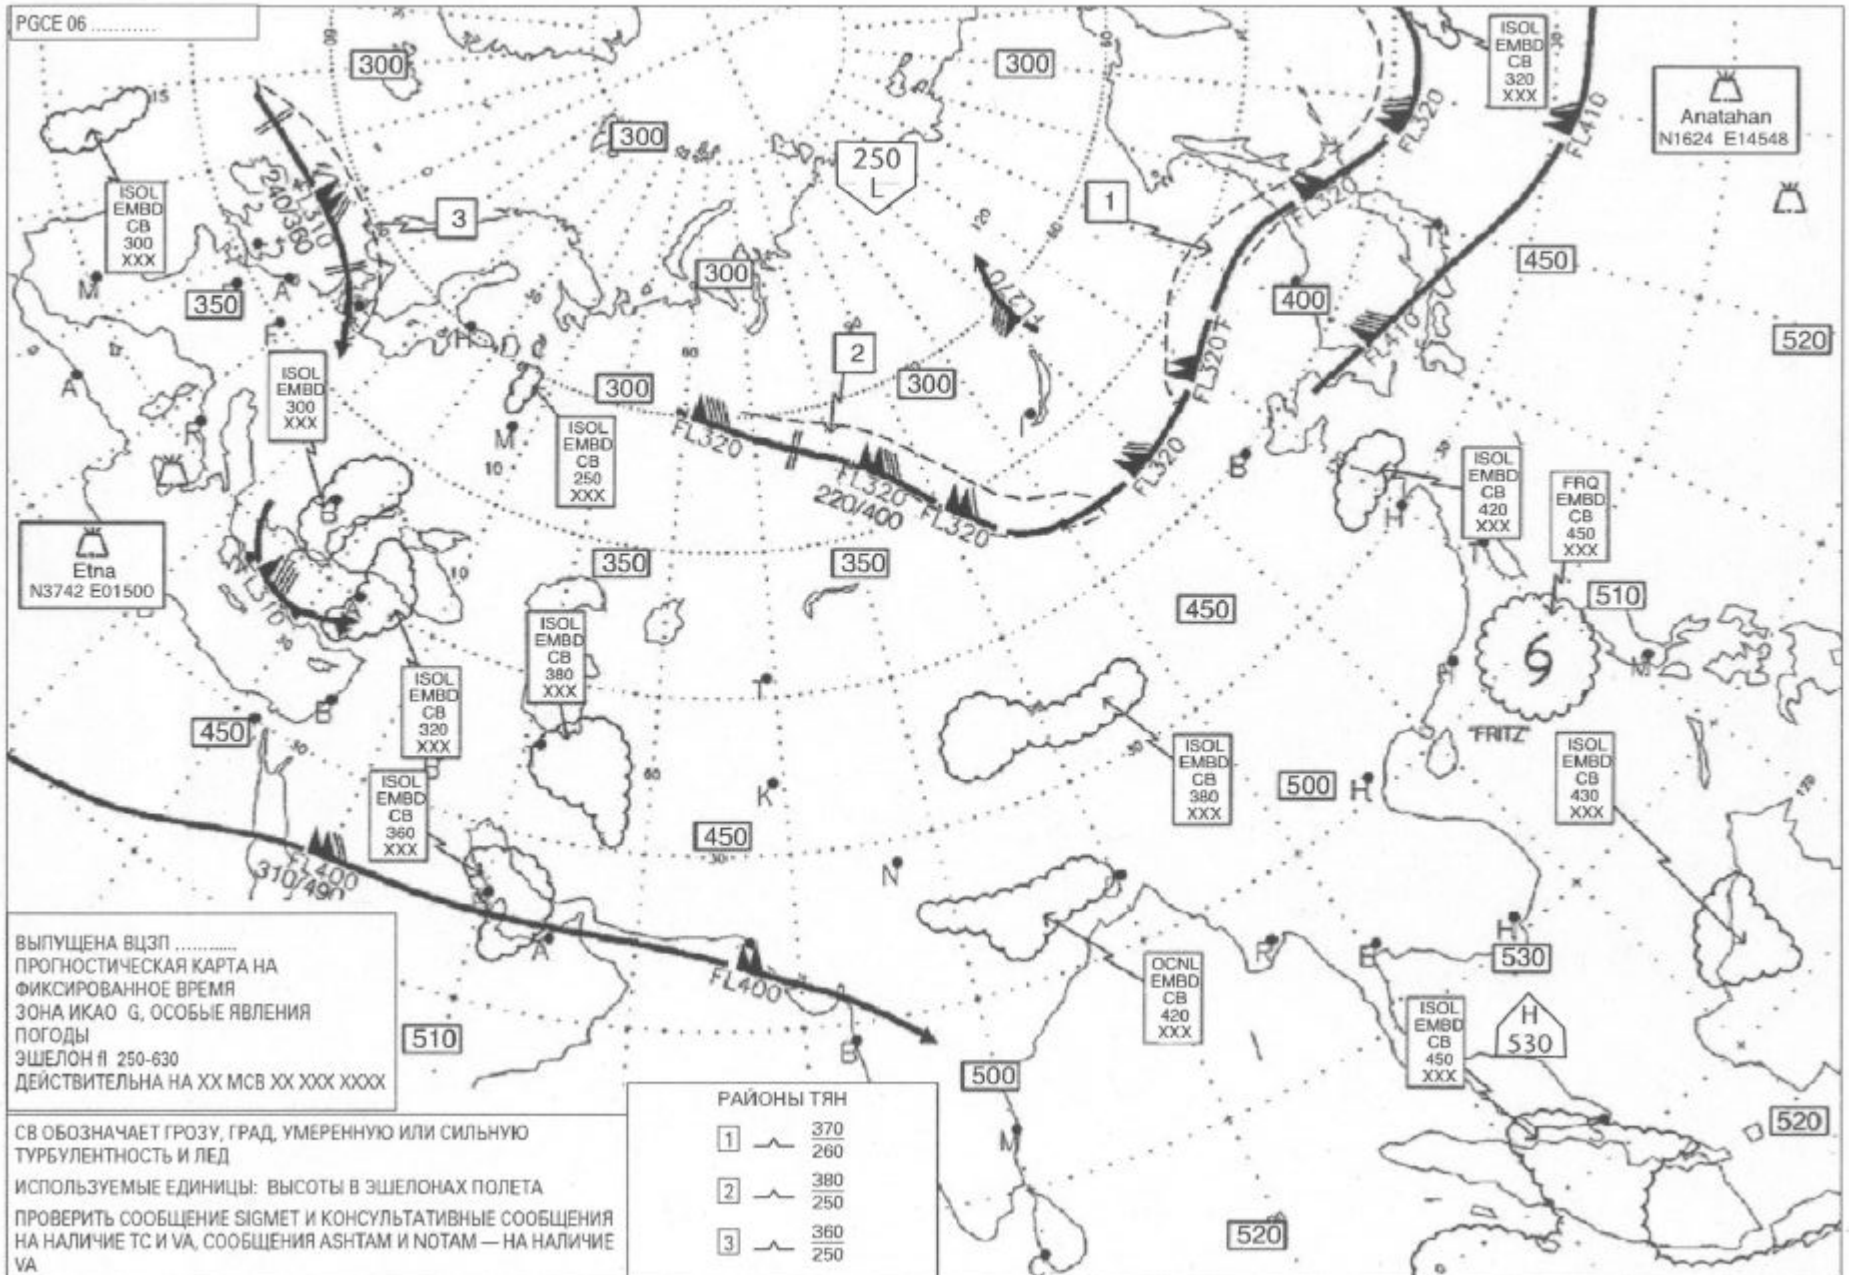 PGCE 06 ............
300
300
300
300
300
300
300
350
350
350
400
450
450
450
450
500
500
510
510
520
520
520
530
250
L
H
530
1
2
3
ISOL
EMBD
CB
320
XXX
Anatahan
N1624 E14548
ISOL
EMBD
CB
300
XXX
ISOL
EMBD
300
XXX
ISOL
EMBD
CB
250
XXX
ISOL
EMBD
CB
420
XXX
FRQ
EMBD
CB
450
XXX
Etna
N3742 E01500
ISOL
EMBD
CB
380
XXX
ISOL
EMBD
CB
320
XXX
ISOL
EMBD
CB
360
XXX
ISOL
EMBD
CB
380
XXX
"FRITZ"
ISOL
EMBD
CB
430
XXX
OCNL
EMBD
CB
420
XXX
ISOL
EMBD
CB
450
XXX
240/360
FL320
FL320
220/400
FL320
FL320
FL320
FL320
FL320
FL410
FL400
310/490
FL400
ВЫПУЩЕНА ВЦЗП ............
ПРОГНОСТИЧЕСКАЯ КАРТА НА
ФИКСИРОВАННОЕ ВРЕМЯ
ЗОНА ИКАО G, ОСОБЫЕ ЯВЛЕНИЯ
ПОГОДЫ
ЭШЕЛОН fl 250-630
ДЕЙСТВИТЕЛЬНА НА XX МСВ XX XXX XXXX
СВ ОБОЗНАЧАЕТ ГРОЗУ, ГРАД, УМЕРЕННУЮ ИЛИ СИЛЬНУЮ
ТУРБУЛЕНТНОСТЬ И ЛЕД
ИСПОЛЬЗУЕМЫЕ ЕДИНИЦЫ: ВЫСОТЫ В ЭШЕЛОНАХ ПОЛЕТА
ПРОВЕРИТЬ СООБЩЕНИЕ SIGMET И КОНСУЛЬТАТИВНЫЕ СООБЩЕНИЯ
НА НАЛИЧИЕ TC И VA, СООБЩЕНИЯ ASHTAM И NOTAM — НА НАЛИЧИЕ
VA
РАЙОНЫ ТЯН
1 370
260
2 380
250
3 360
250